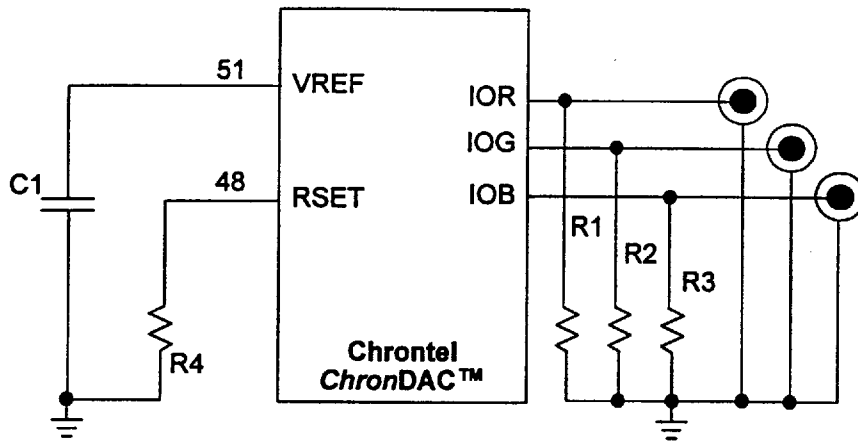 51
VREF
IOR
IOG
C1
48
RSET
IOB
R1
R2
R3
R4
Chrontel
ChronDAC™